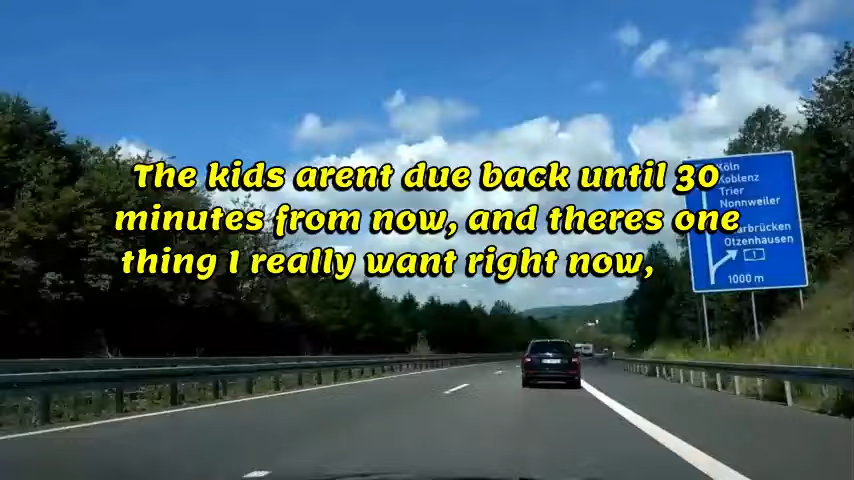 The kids arent due back until 30
minutes from now, and theres one
thing I really want right now,
Köln
Koblenz
Trier
Nonnweiler
Otzenhausen
1
1000 m